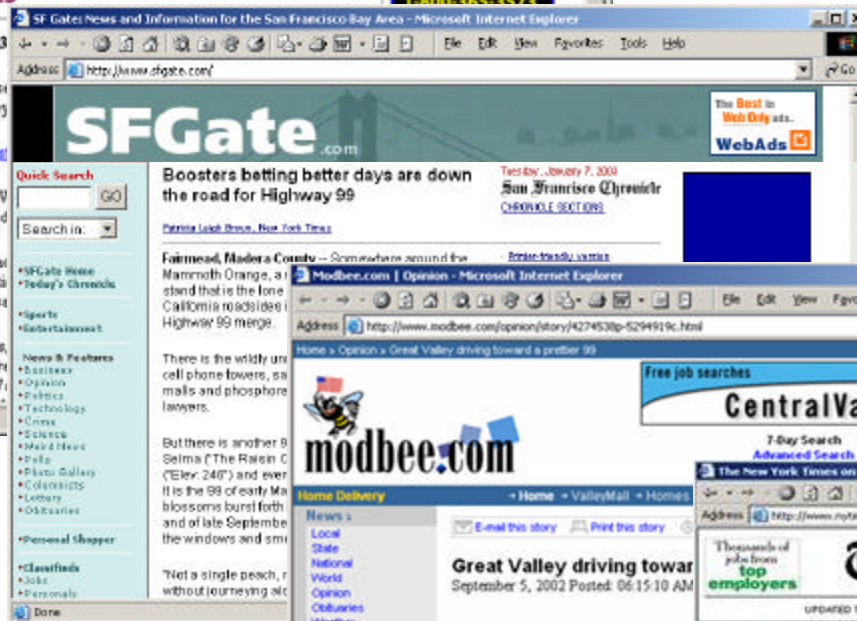 SF Gate: News and Information for the San Francisco Bay Area - Microsoft Internet Explorer
File Edit View Favorites Tools Help
Address http://www.sfgate.com/
Go
SFGate.com
The Best in
Web Only ads.
WebAds
Quick Search
GO
Search in:
SFGate Home
Today's Chronicle
Sports
Entertainment
News & Features
Business
Opinion
Politics
Technology
Crime
Science
Weird News
Polls
Photo Gallery
Columnists
Lottery
Obituaries
Personal Shopper
Classifieds
Jobs
Personals
Done
Boosters betting better days are down
the road for Highway 99
Patricia Leigh Brown, New York Times
Tuesday, January 7, 2003
San Francisco Chronicle
CHRONICLE SECTIONS
Printer-friendly version
Fairmead, Madera County -- Somewhere around the
Mammoth Orange, a
stand that is the lone
California roadsides
Highway 99 merge.
There is the wildly
cell phone towers,
malls and
lawyers.
But there is another 9
Selma ("The Raisin C
("Elev: 246") and ever
It is the 99 of early Ma
blossoms burst forth
and of late Septembe
the windows and
"Not a single peach,
without journeying
Modbee.com | Opinion - Microsoft Internet Explorer
File Edit View
Address http://www.modbee.com/opinion/story/4274538p-5294919c.html
Home > Opinion > Great Valley driving toward a prettier 99
modbee.com
Free job searches
CentralVa
7-Day Search
Advanced Search
Home Delivery
Home ValleyMall Homes
News :
Local
State
National
World
Opinion
Obituaries
Weather
E-mail this story Print this story
Great Valley driving towar
September 5, 2002 Posted: 06:15:10 AM
The New York Times on
Address
Thousands of
jobs from
top
employers
UPDATED